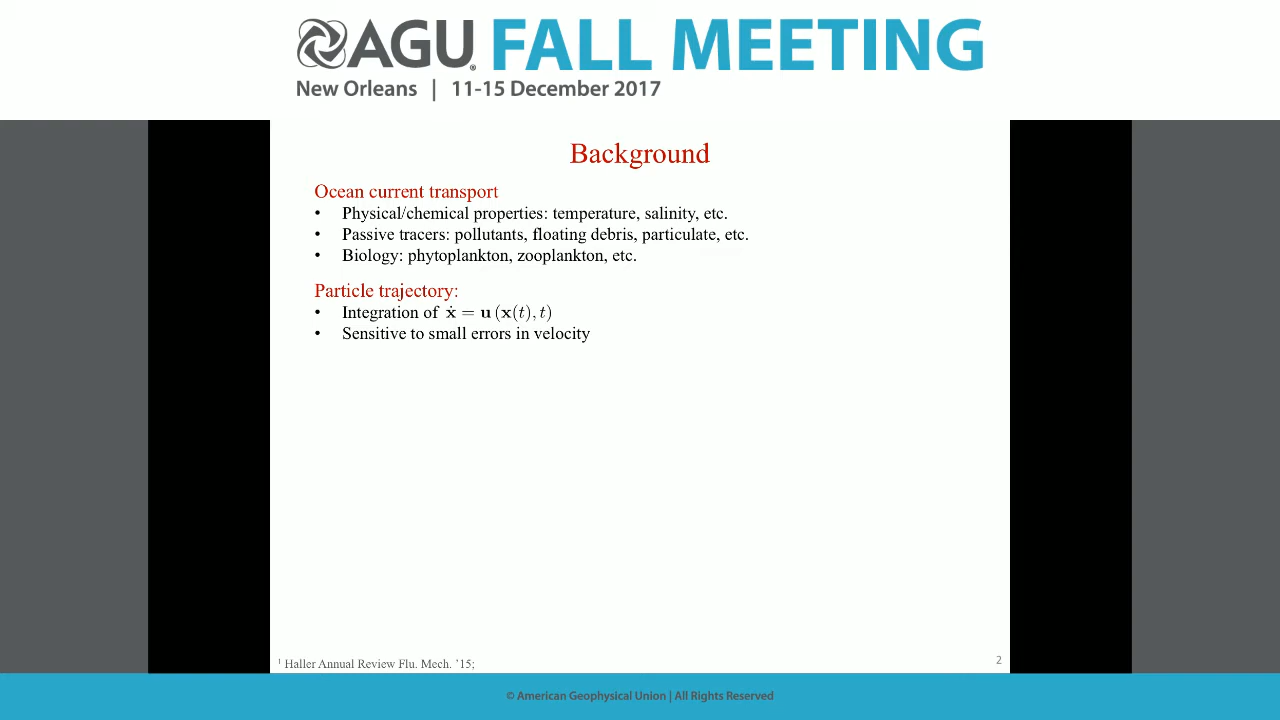 AGU FALL MEETING
New Orleans | 11-15 December 2017
Background
Ocean current transport
• Physical/chemical properties: temperature, salinity, etc.
• Passive tracers: pollutants, floating debris, particulate, etc.
• Biology: phytoplankton, zooplankton, etc.
Particle trajectory:
• Integration of ẋ = u (x(t), t)
• Sensitive to small errors in velocity
¹ Haller Annual Review Flu. Mech. '15;
2
© American Geophysical Union | All Rights Reserved